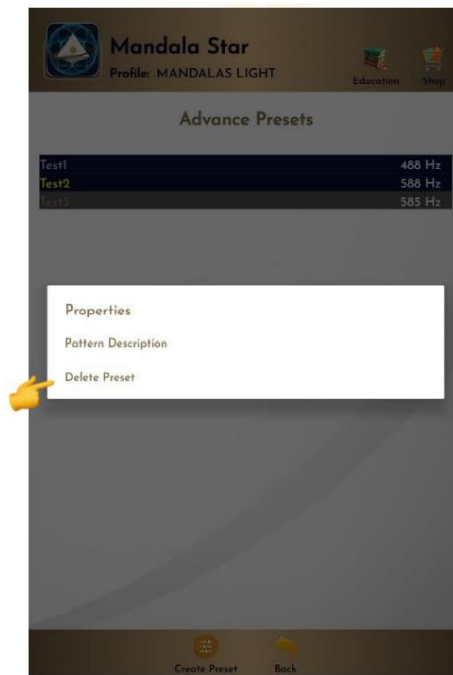 Mandala Star
Profile: MANDALAS LIGHT
Education
Shop
Advance Presets
Test1 488 Hz
Test2 588 Hz
Test3 585 Hz
Properties
Pattern Description
Delete Preset
Create Preset
Back